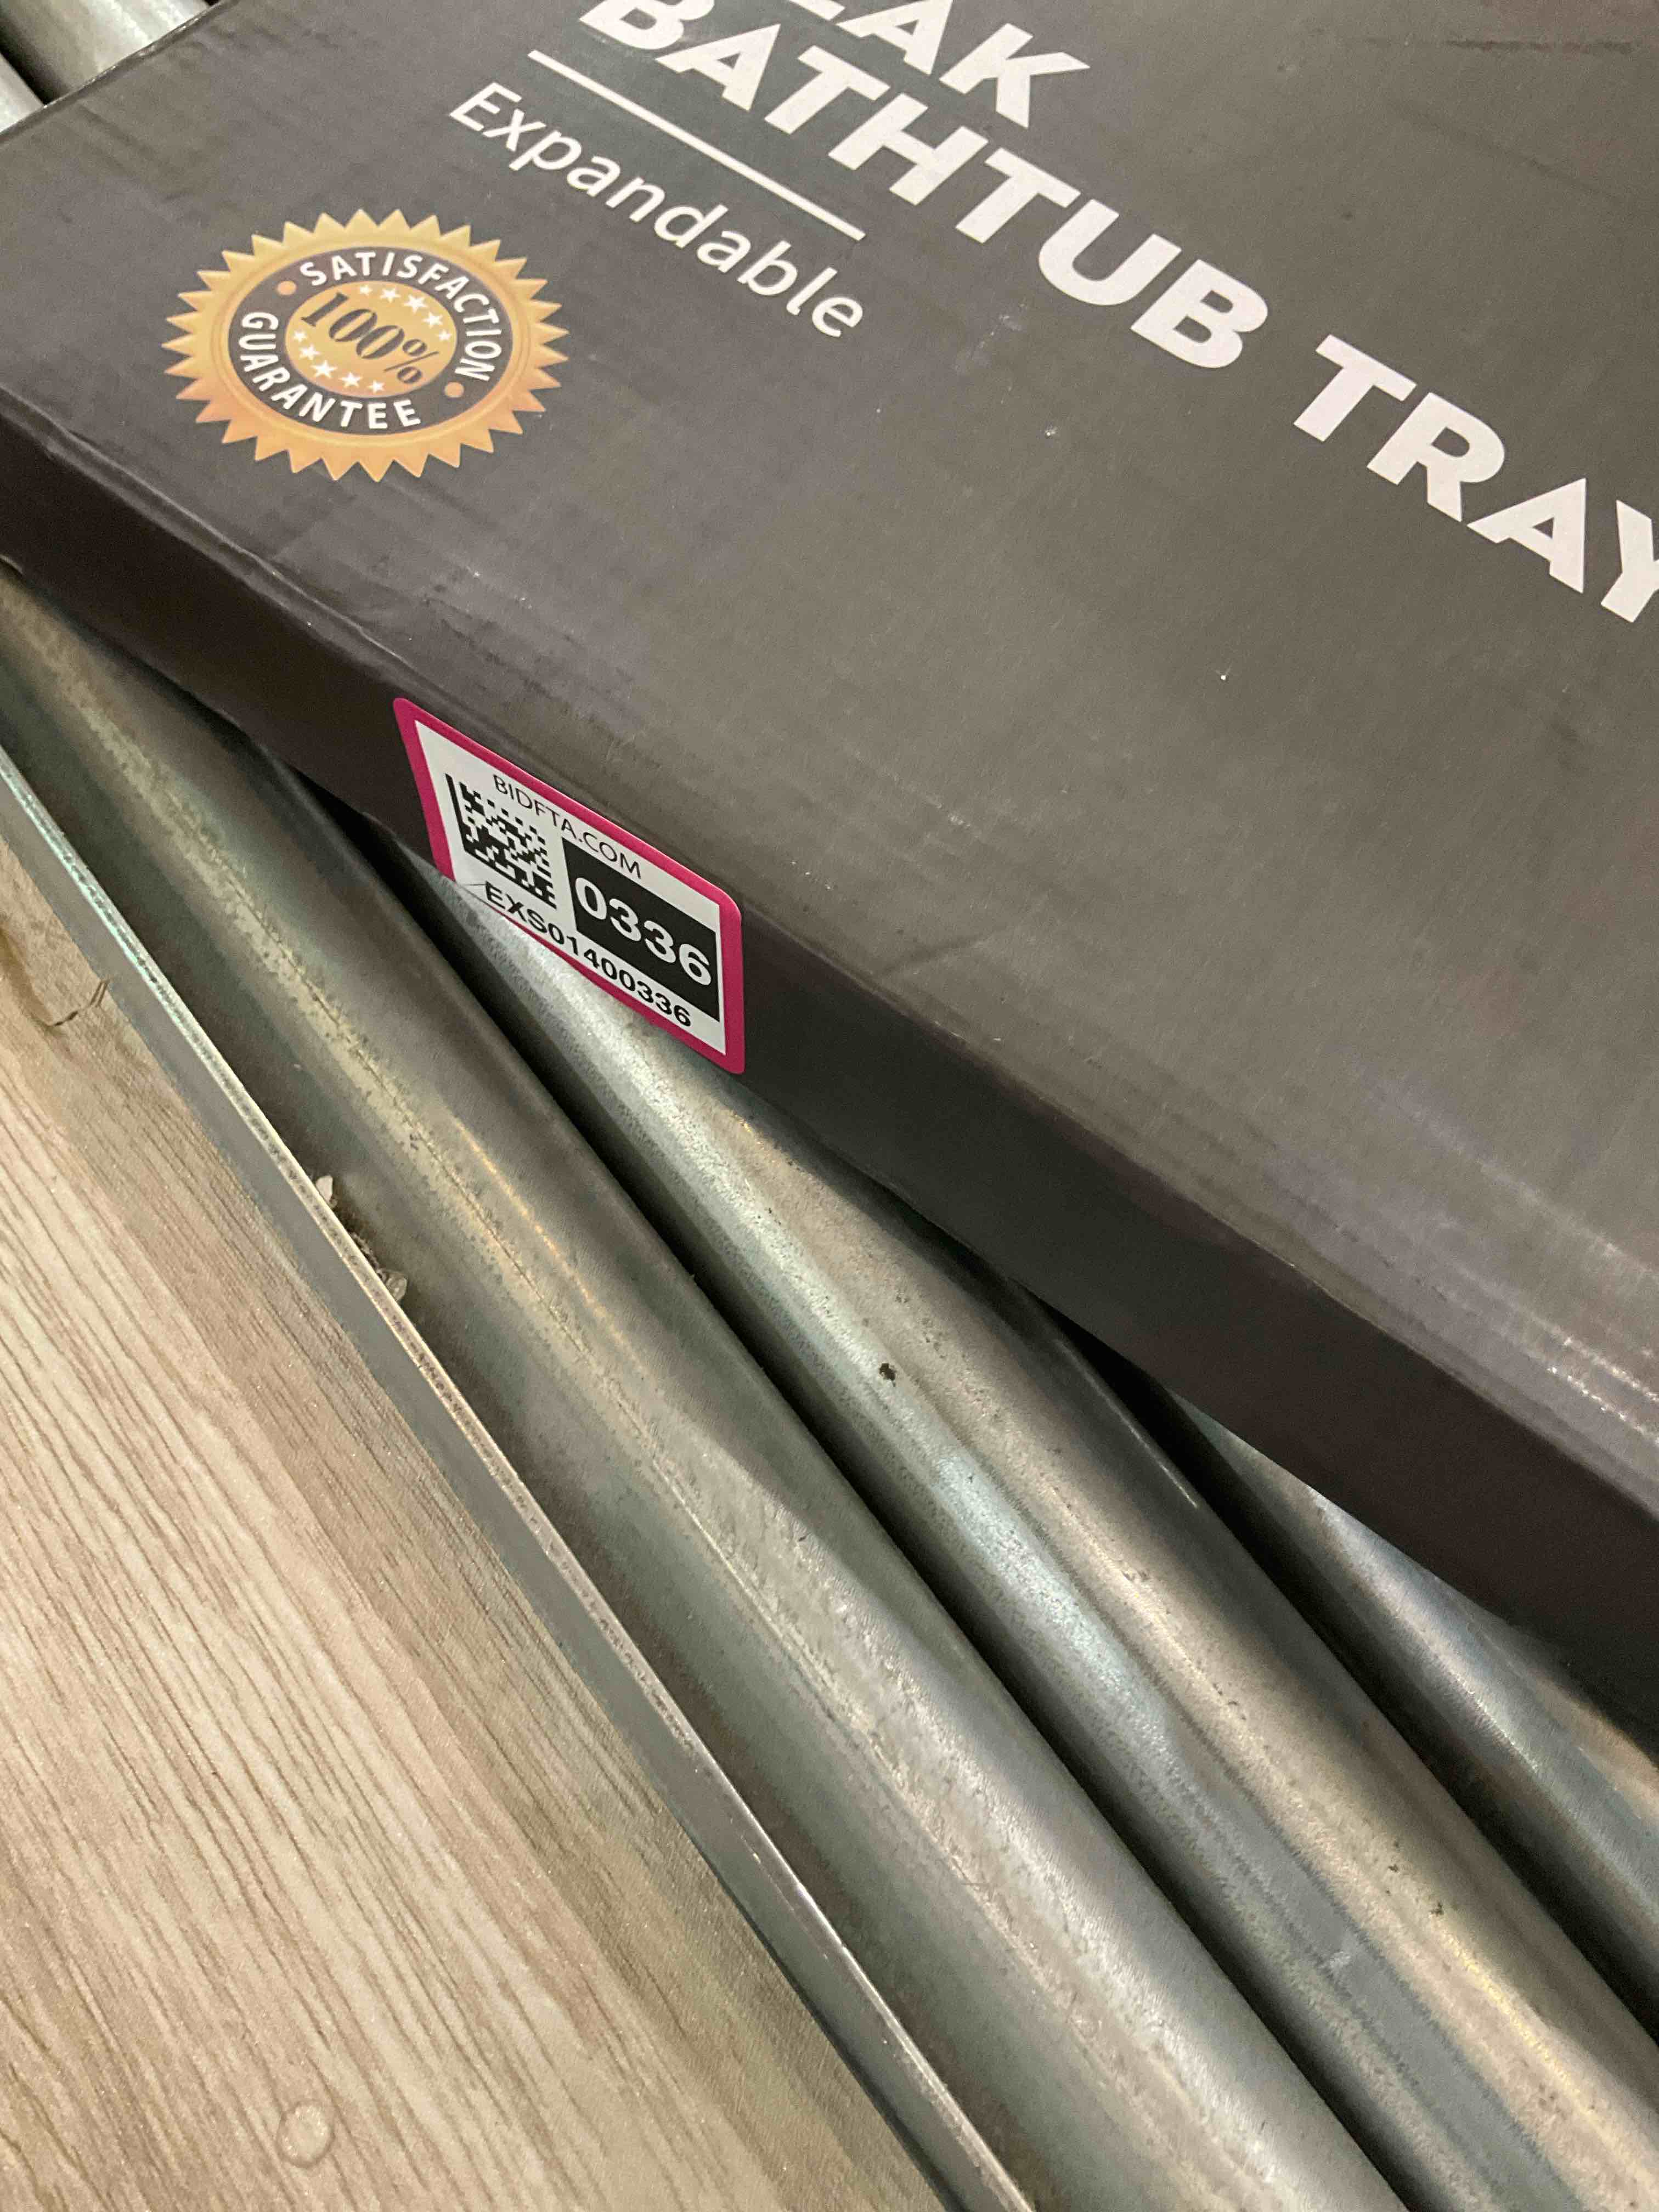 BATHTUB TRAY
Expandable
SATISFACTION
100%
GUARANTEE
BIDFTA.COM
0336
EXS01400336